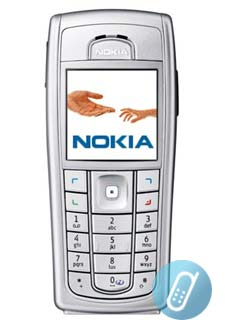 NOKIA
NOKIA
1 2 abc 3 def
4 ghi 5 jkl 6 mno
7 pqrs 8 tuv 9 wxyz
* + 0 #